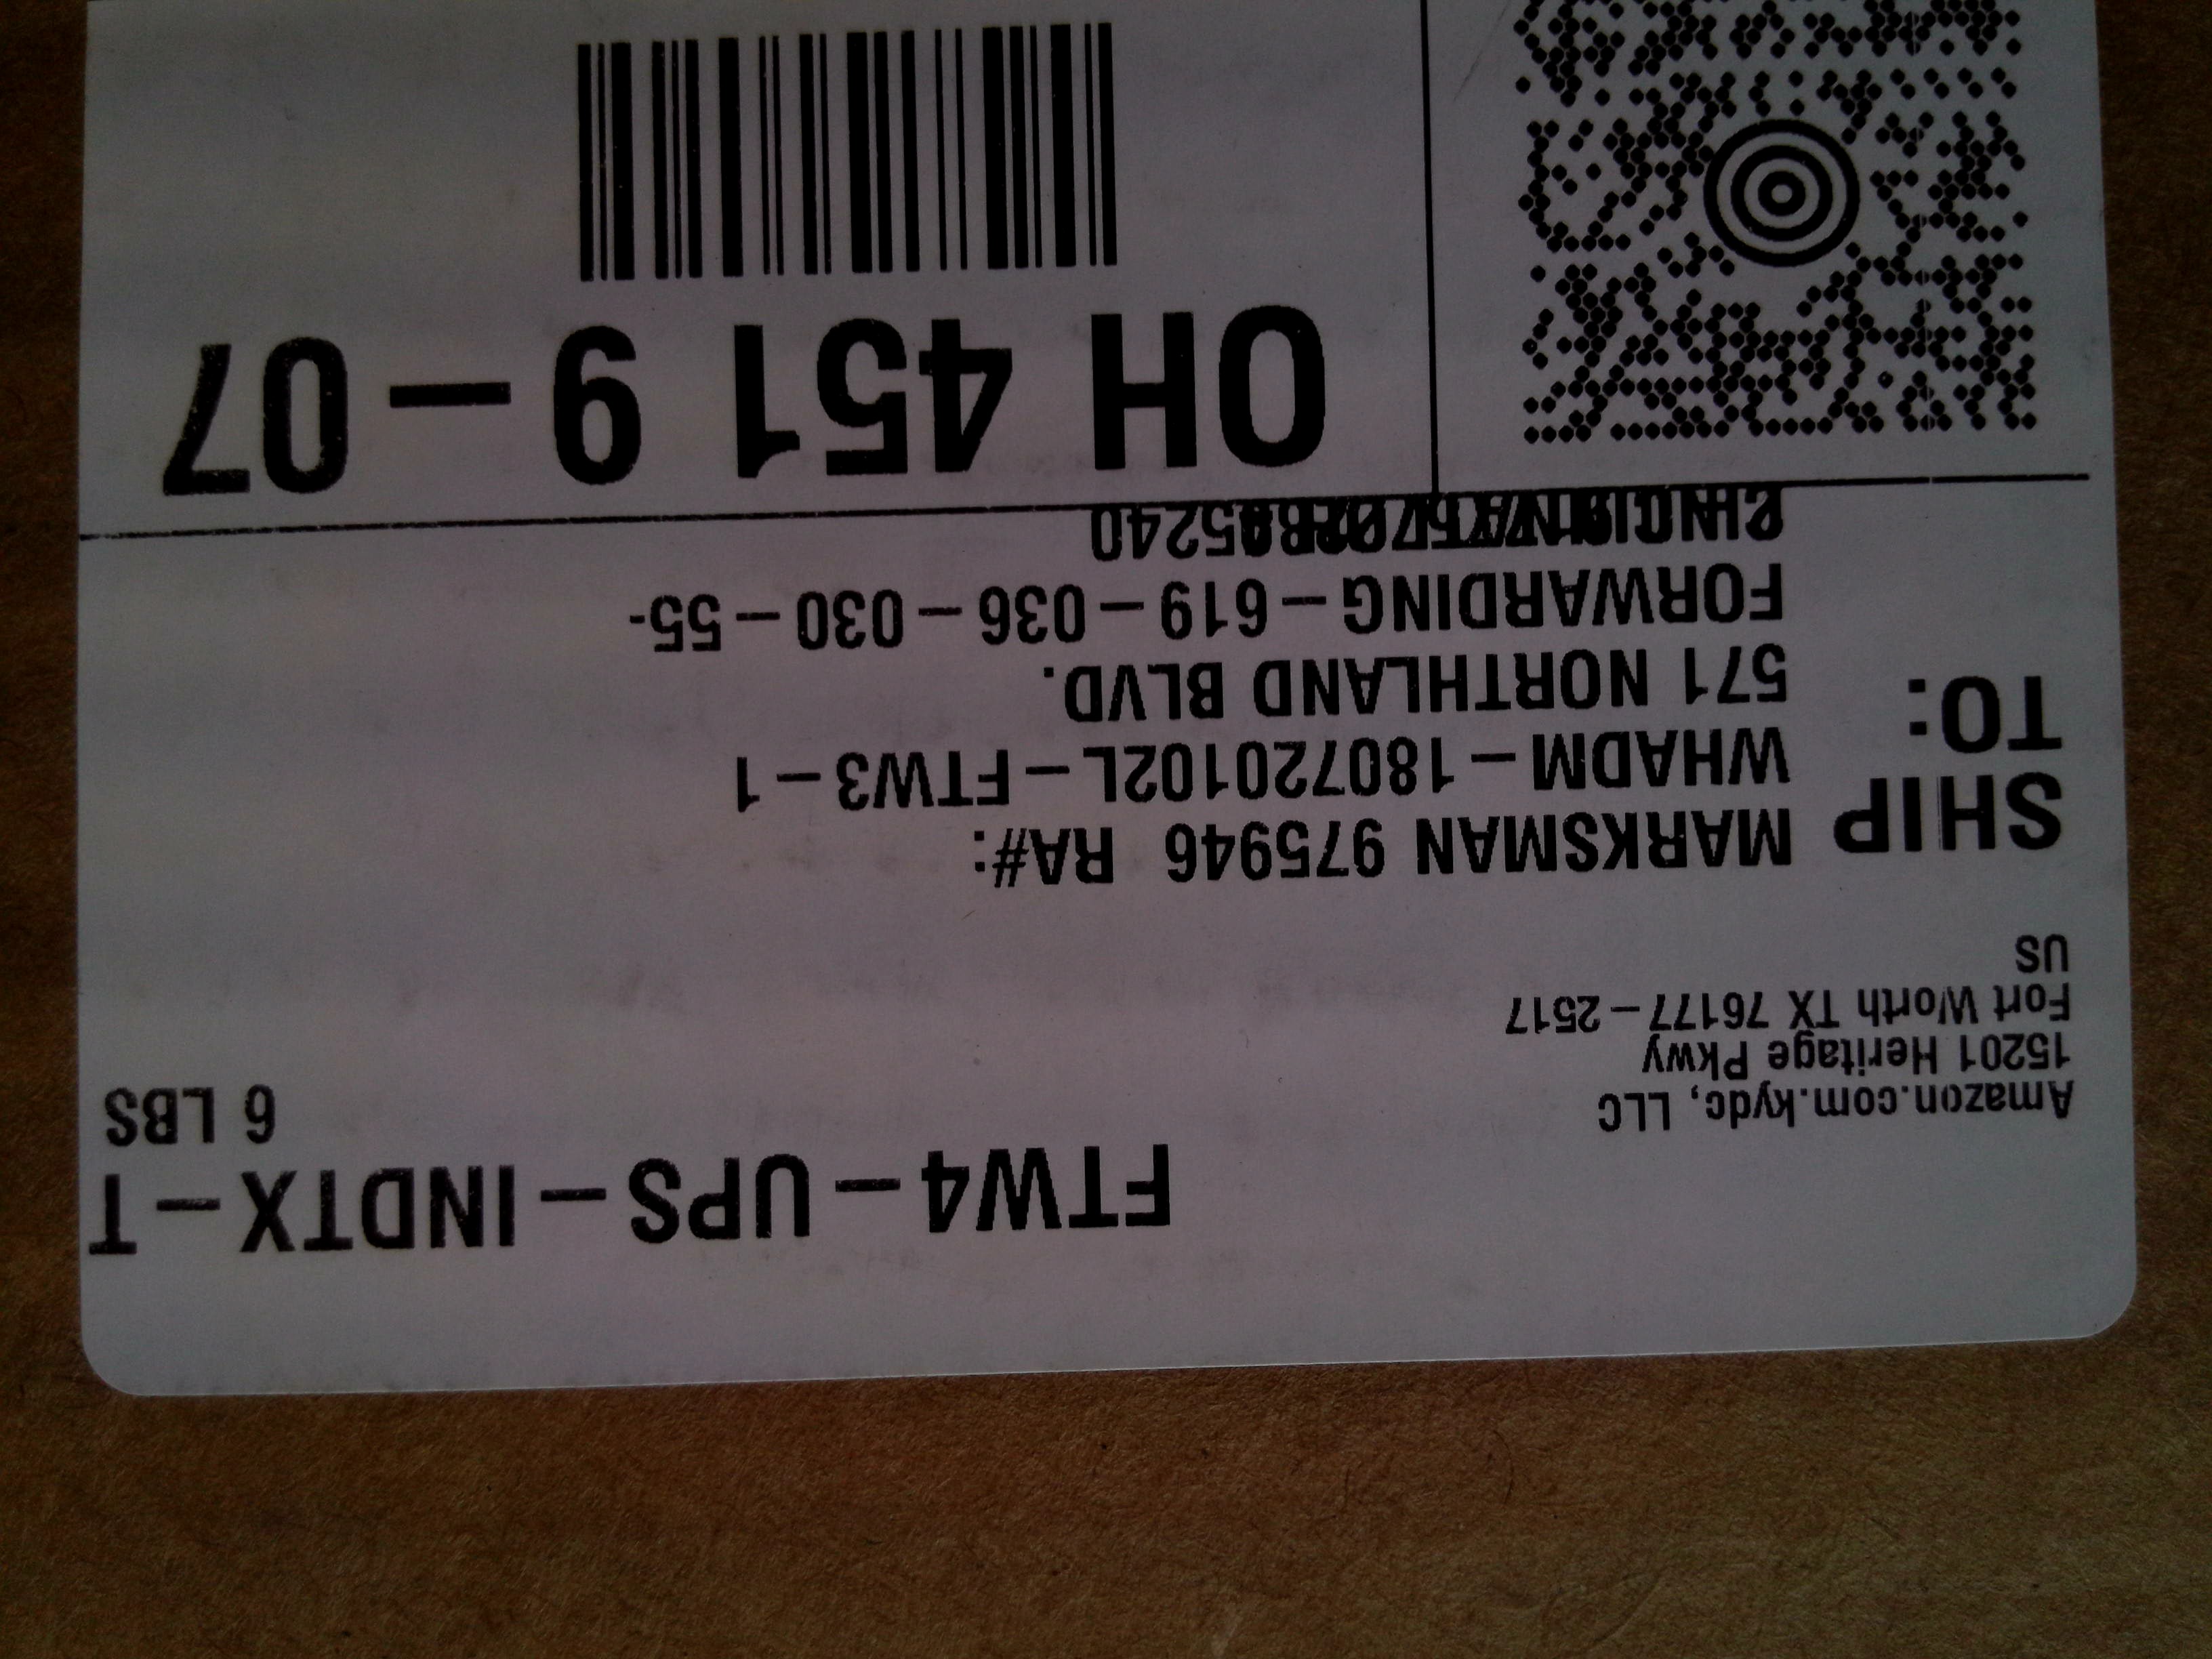 FTW4-UPS-INDTX-T
6 LBS
Amazon.com.kydc, LLC
15201 Heritage Pkwy
Fort Worth TX 76177-2517
US
SHIP
TO:
MARKSMAN 975946 RA#:
WHADM-180720102L-FTW3-1
571 NORTHLAND BLVD.
FORWARDING-619-036-030-55-
45240
OH 451 9-07